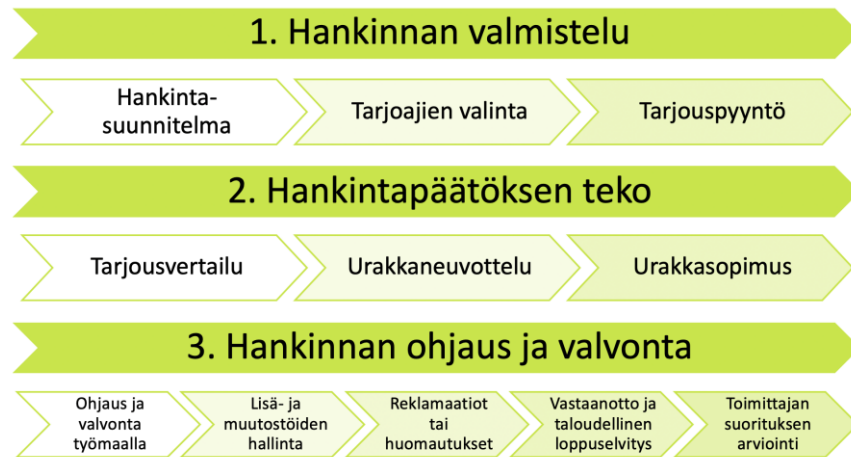 1. Hankinnan valmistelu
Hankinta-
suunnitelma
Tarjoajien valinta
Tarjouspyyntö
2. Hankintapäätöksen teko
Tarjousvertailu
Urakkaneuvottelu
Urakkasopimus
3. Hankinnan ohjaus ja valvonta
Ohjaus ja
valvonta
työmaalla
Lisä- ja
muutostöiden
hallinta
Reklamaatiot
tai
huomautukset
Vastaanotto ja
taloudellinen
loppuselvitys
Toimittajan
suorituksen
arviointi